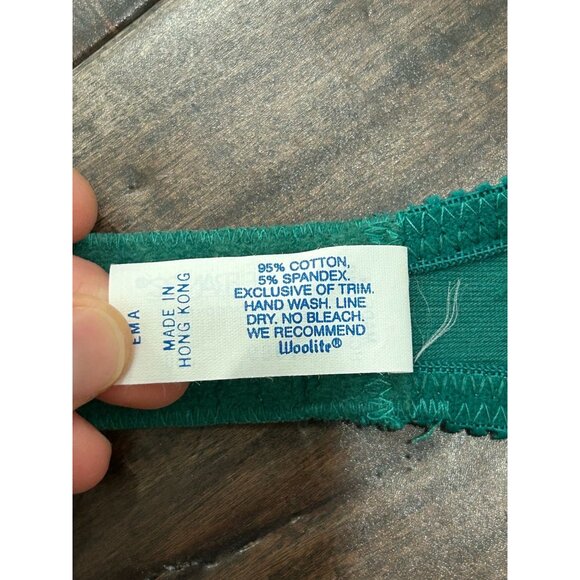 95% COTTON,
5% SPANDEX.
EXCLUSIVE OF TRIM.
HAND WASH. LINE
DRY. NO BLEACH.
WE RECOMMEND
Woolite®
MADE IN
HONG KONG
EMA